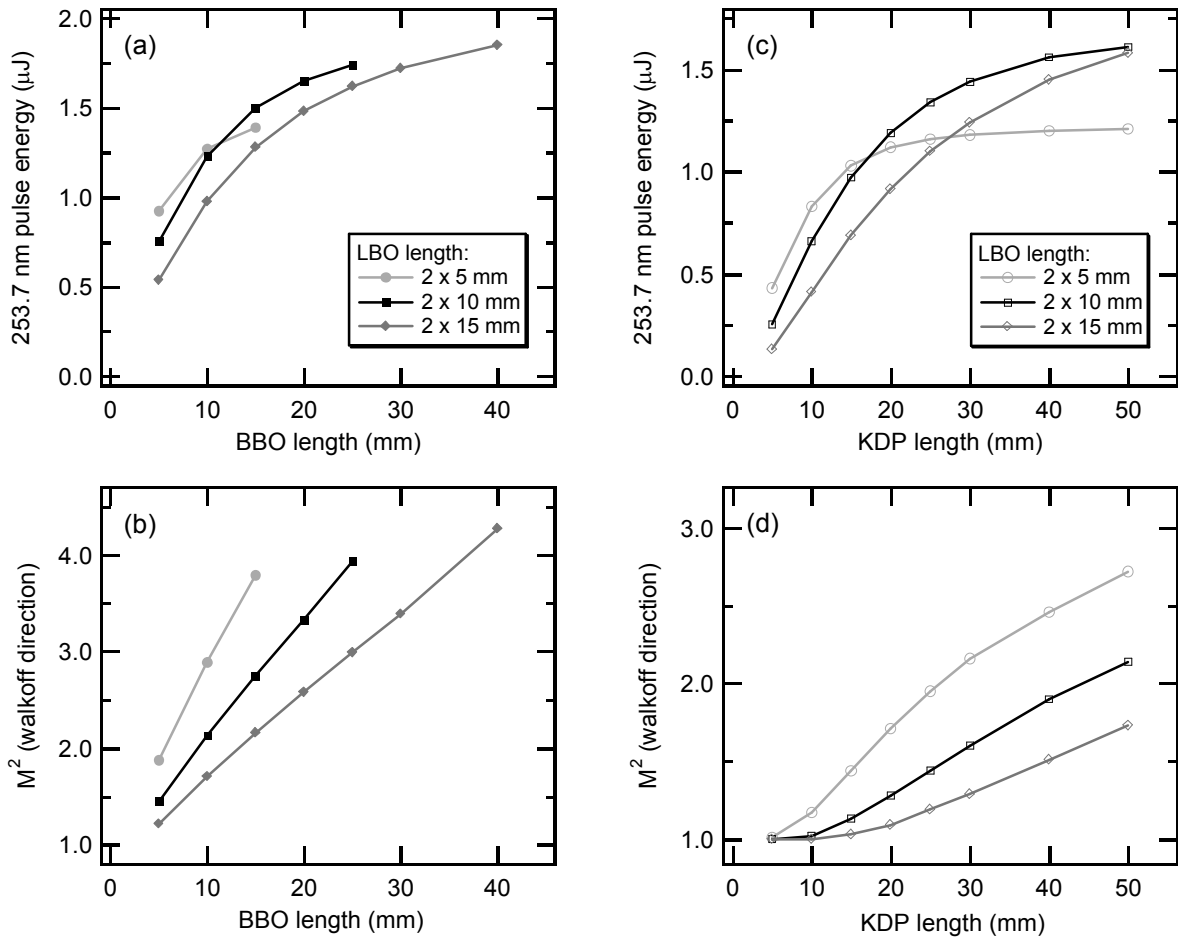 (a)
253.7 nm pulse energy (μJ)
2.0
1.5
1.0
0.5
0.0
LBO length:
2 x 5 mm
2 x 10 mm
2 x 15 mm
0 10 20 30 40
BBO length (mm)
(c)
253.7 nm pulse energy (μJ)
1.5
1.0
0.5
0.0
LBO length:
2 x 5 mm
2 x 10 mm
2 x 15 mm
0 10 20 30 40 50
KDP length (mm)
(b)
M² (walkoff direction)
4.0
3.0
2.0
1.0
0 10 20 30 40
BBO length (mm)
(d)
M² (walkoff direction)
3.0
2.0
1.0
0 10 20 30 40 50
KDP length (mm)